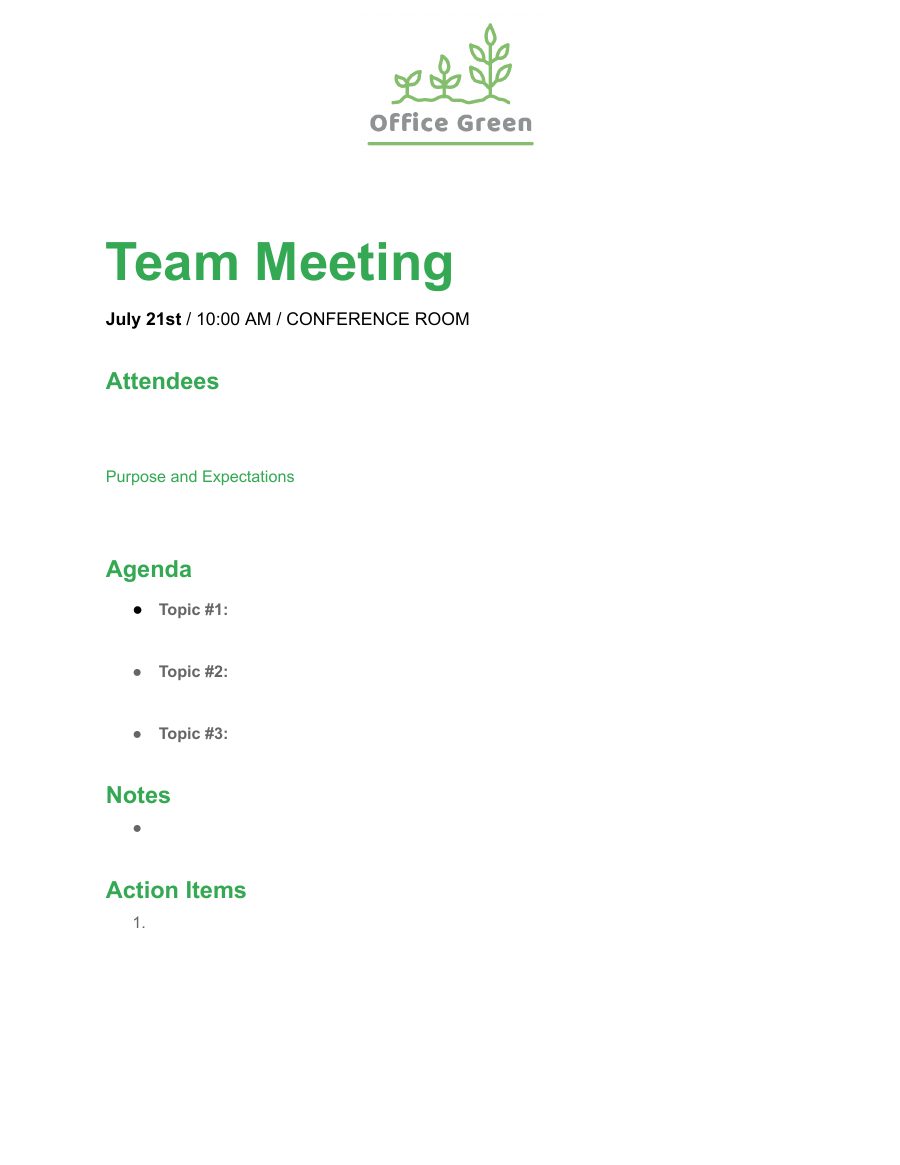 Office Green
Team Meeting
July 21st / 10:00 AM / CONFERENCE ROOM
Attendees
Purpose and Expectations
Agenda
● Topic #1:
● Topic #2:
● Topic #3:
Notes
●
Action Items
1.